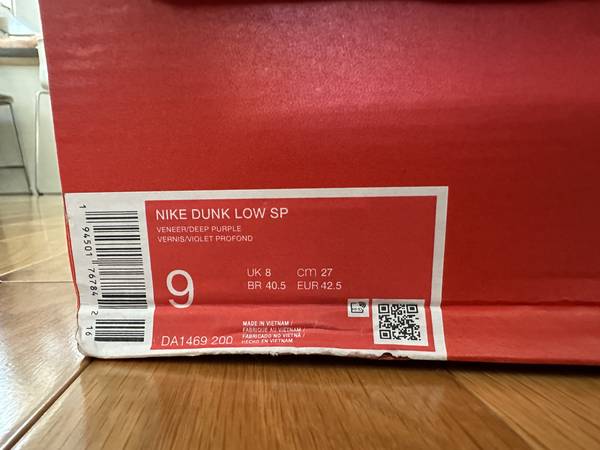 NIKE DUNK LOW SP
VENEER/DEEP PURPLE
VERNIS/VIOLET PROFOND
9
UK 8 cm 27
BR 40.5 EUR 42.5
MADE IN VIETNAM /
FABRIQUÉ AU VIETNAM /
FABRICADO NO VIETNÃ /
HECHO EN VIETNAM
DA1469 200
1 94501 76784 2 16